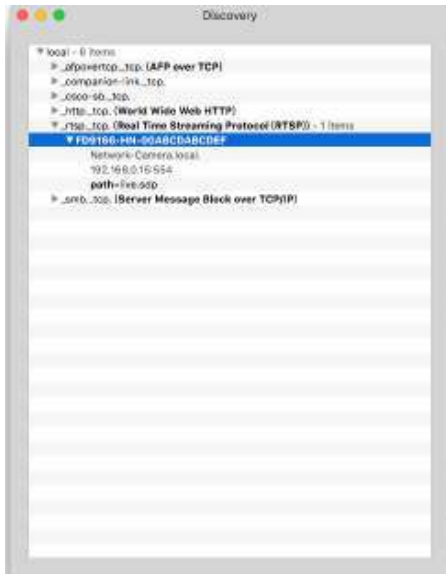 Discovery
local - 6 items
_afpovertcp._tcp. (AFP over TCP)
_companion-link._tcp.
_csco-sb._tcp.
_http._tcp. (World Wide Web HTTP)
_rtsp._tcp. (Real Time Streaming Protocol (RTSP)) - 1 items
FD9166-HN-00ABCDABCDEF
Network-Camera.local.
192.168.0.16:554
path=live.sdp
_smb._tcp. (Server Message Block over TCP/IP)